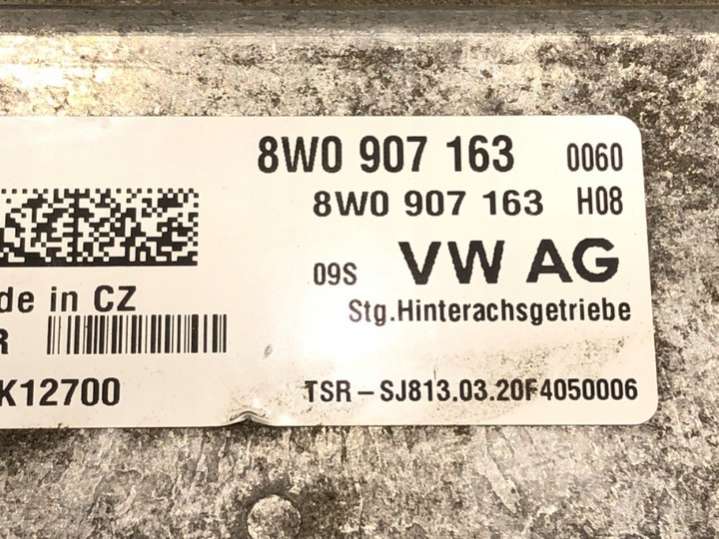 8W0 907 163 0060
8W0 907 163 H08
09S VW AG
de in CZ
Stg.Hinterachsgetriebe
R
K12700
TSR – SJ813.03.20F4050006